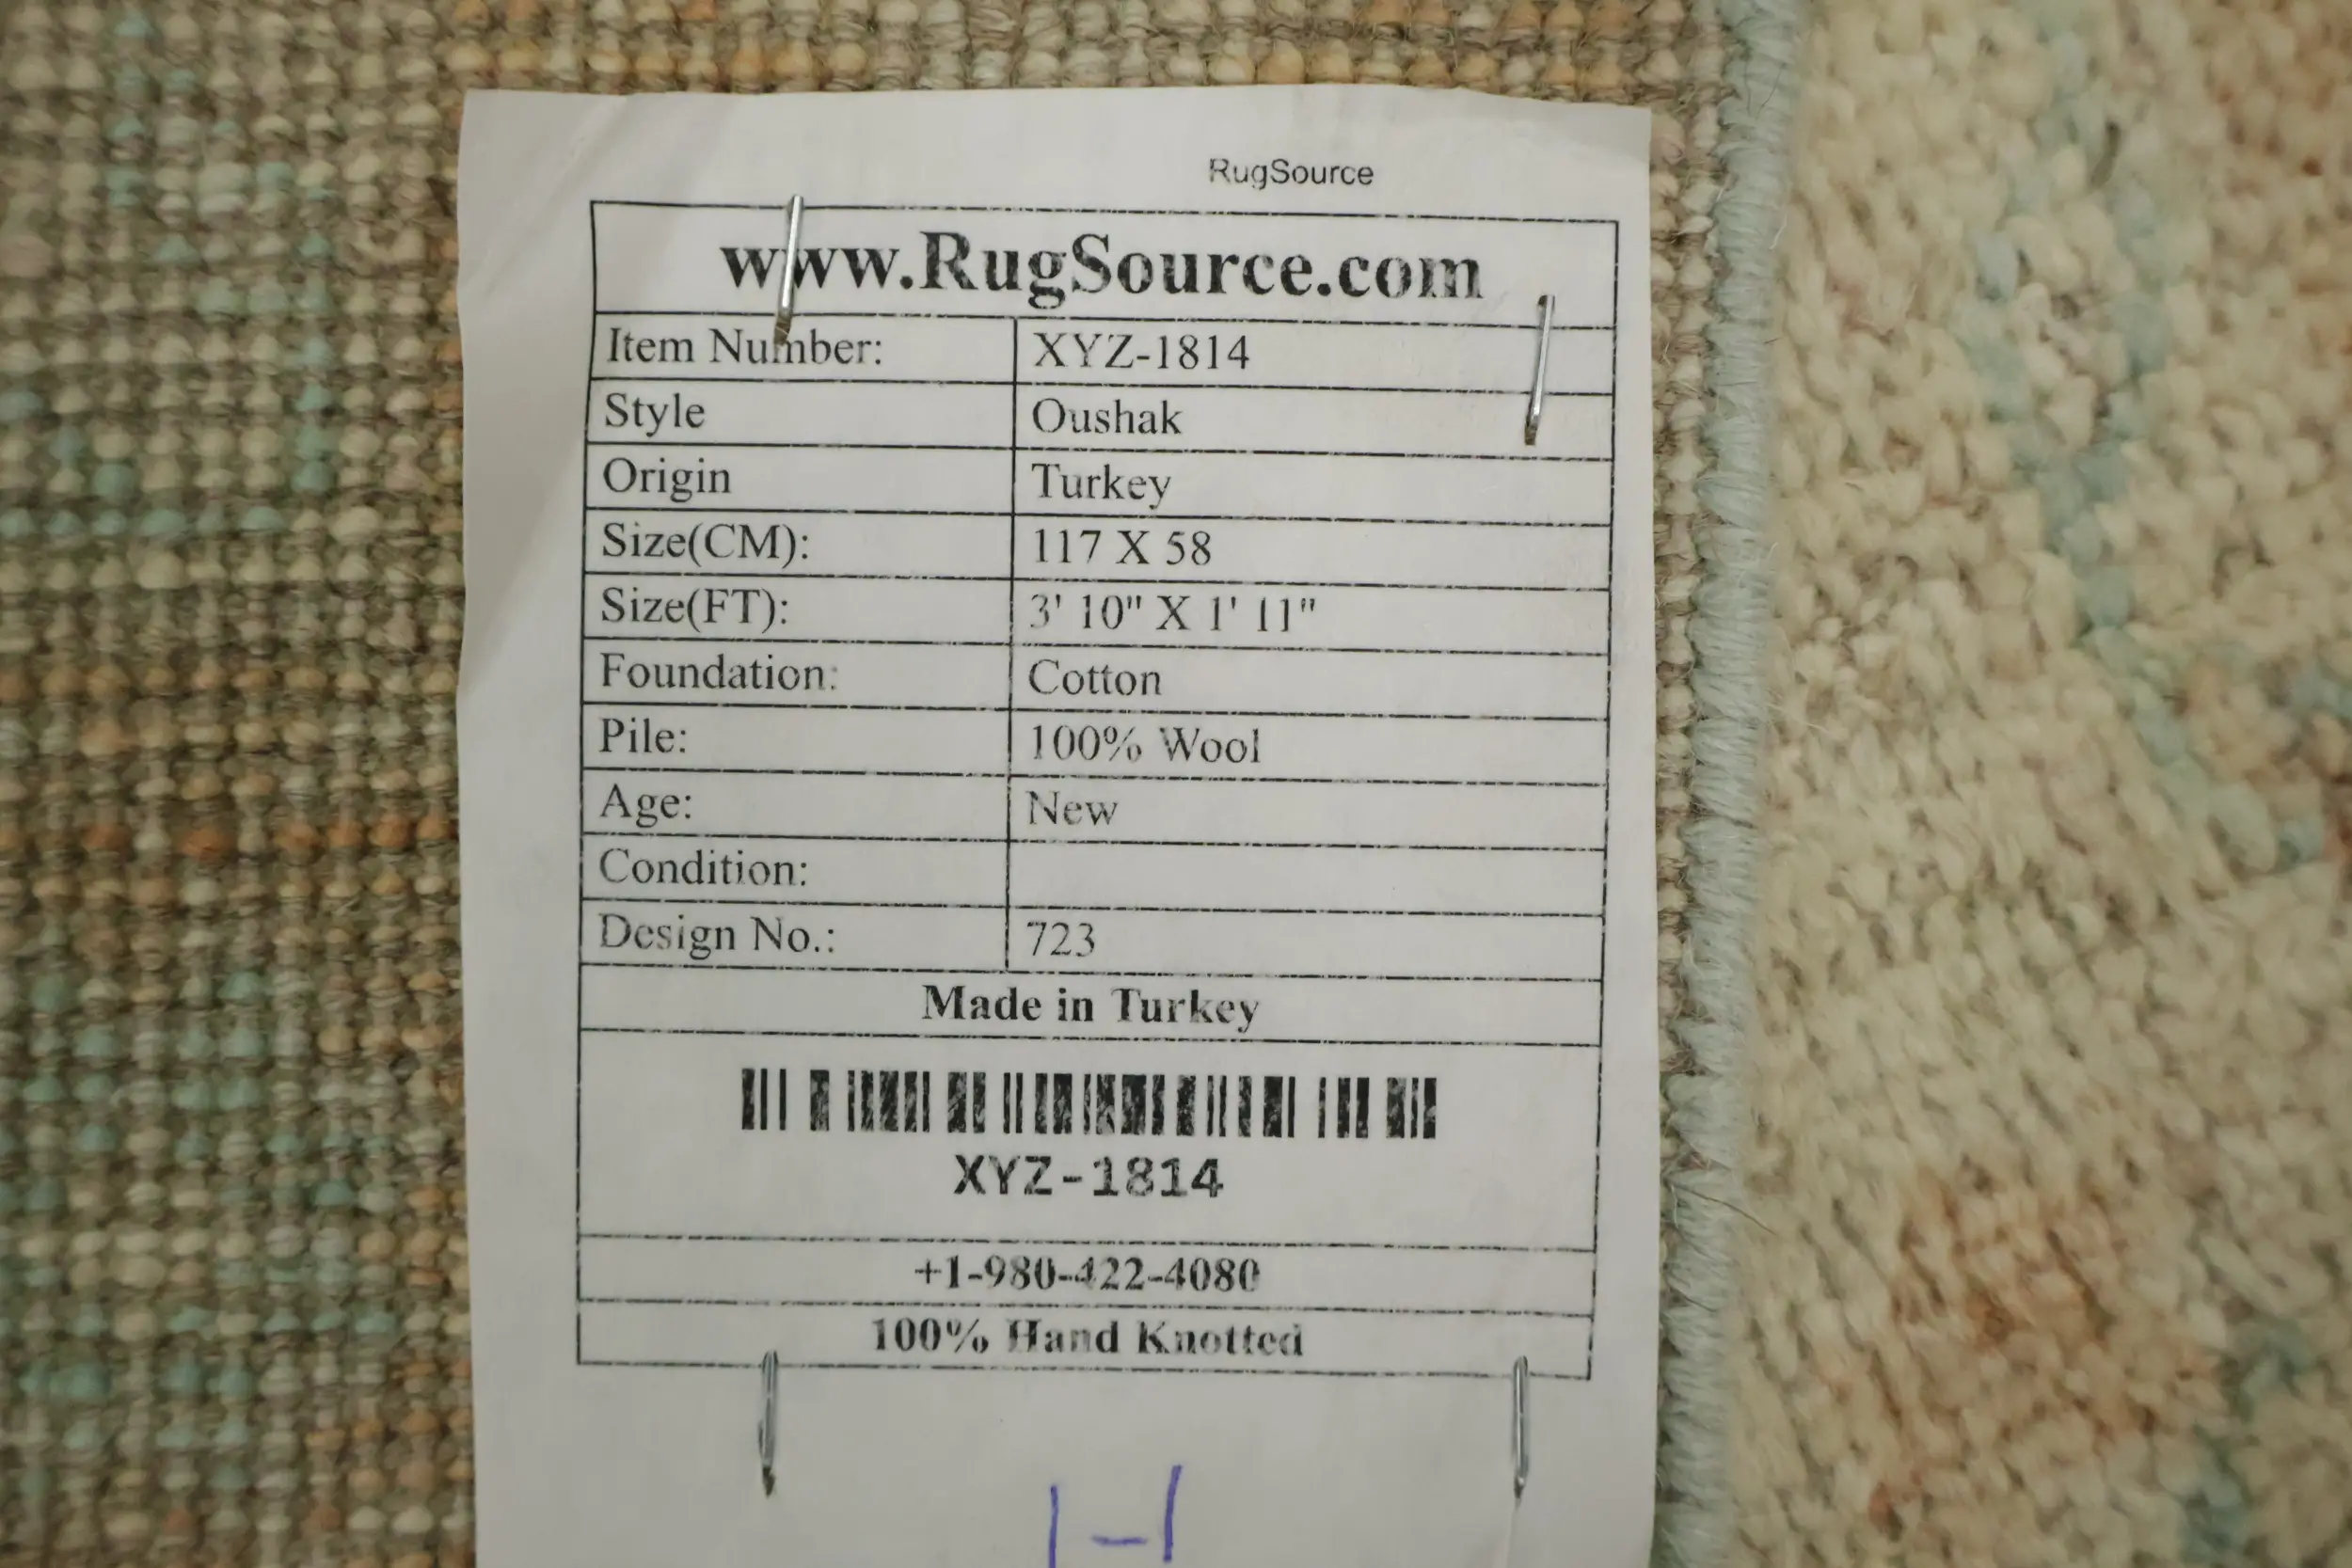 RugSource
www.RugSource.com
Item Number: XYZ-1814
Style Oushak
Origin Turkey
Size(CM): 117 X 58
Size(FT): 3' 10" X 1' 11"
Foundation: Cotton
Pile: 100% Wool
Age: New
Condition:
Design No.: 723
Made in Turkey
XYZ-1814
+1-980-422-4080
100% Hand Knotted